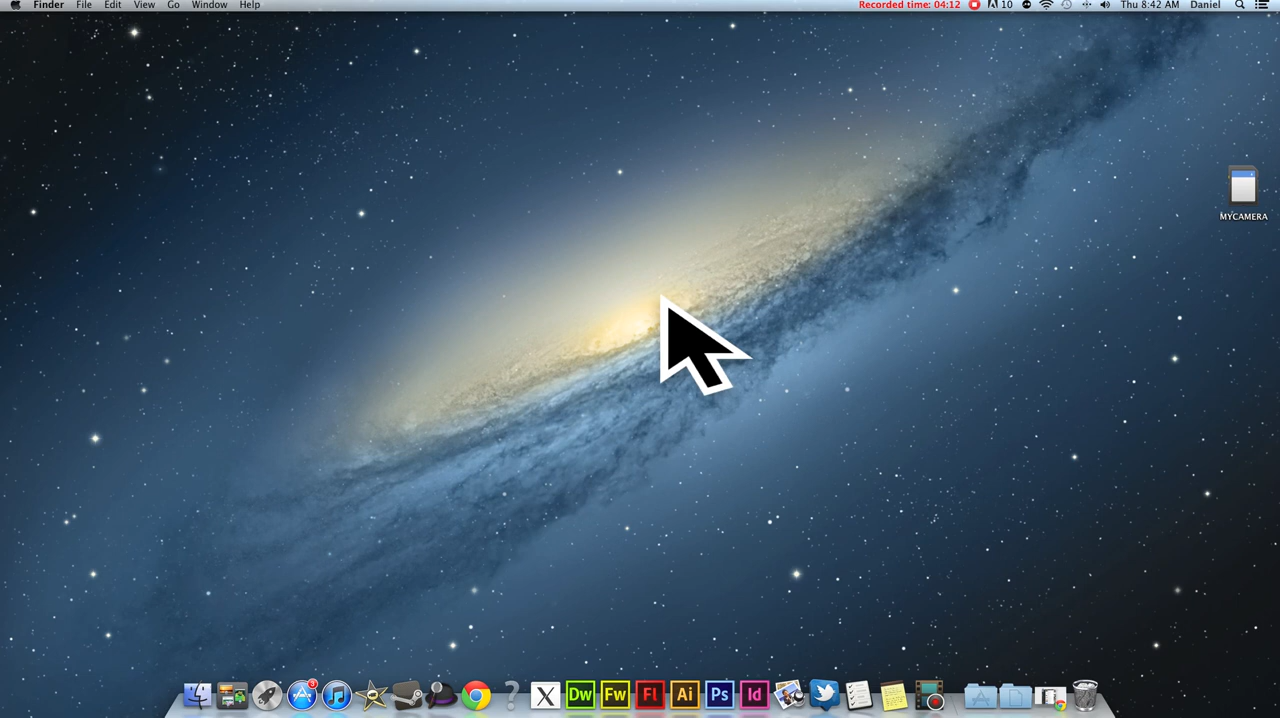 Finder File Edit View Go Window Help Recorded time: 04:12 10 Thu 8:42 AM Daniel
MYCAMERA
3
? X Dw Fw Fl Ai Ps Id